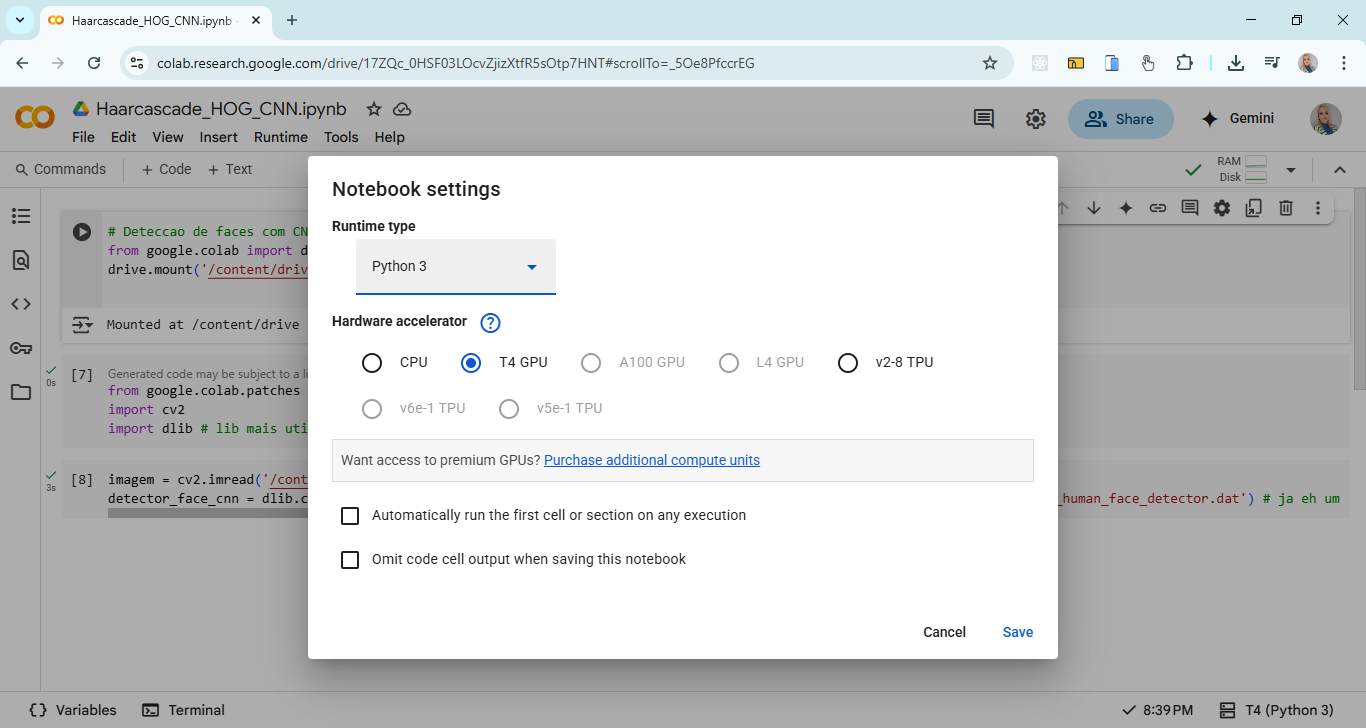 Haarcascade_HOG_CNN.ipynb
colab.research.google.com/drive/17ZQc_0HSF03LOcvZjizXtfR5sOtp7HNT#scrollTo=_5Oe8PfccrEG
Haarcascade_HOG_CNN.ipynb
File Edit View Insert Runtime Tools Help
Share
Gemini
Commands + Code + Text
RAM
Disk
Notebook settings
Runtime type
Python 3
Hardware accelerator ?
CPU T4 GPU A100 GPU L4 GPU v2-8 TPU
v6e-1 TPU v5e-1 TPU
Want access to premium GPUs? Purchase additional compute units
Automatically run the first cell or section on any execution
Omit code cell output when saving this notebook
Cancel Save
# Deteccao de faces com CN
from google.colab import d
drive.mount('/content/driv
Mounted at /content/drive
0s
[7] Generated code may be subject to a li
from google.colab.patches
import cv2
import dlib # lib mais uti
3s
[8] imagem = cv2.imread('/cont
detector_face_cnn = dlib.c _human_face_detector.dat') # ja eh um
Variables Terminal 8:39 PM T4 (Python 3)